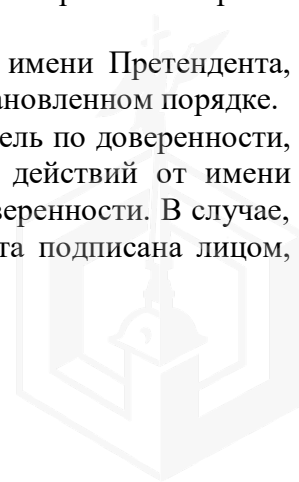 имени Претендента,
ановленном порядке.
ель по доверенности,
действий от имени
веренности. В случае,
та подписана лицом,